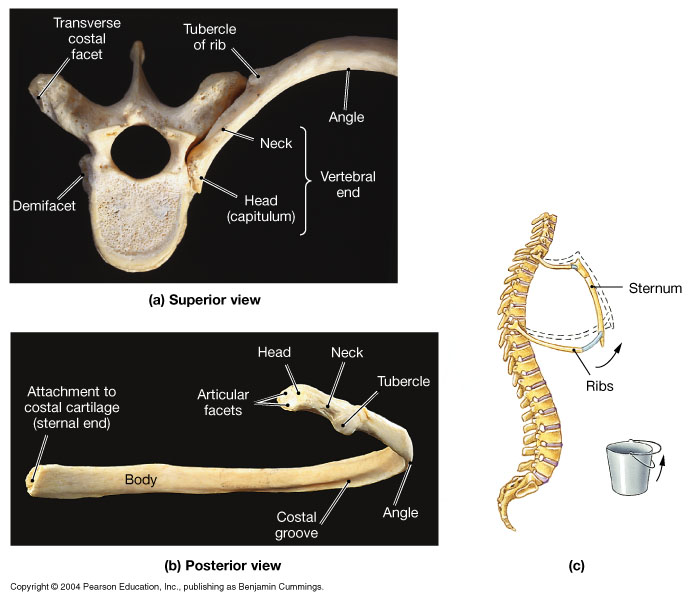 Transverse
costal
facet
Tubercle
of rib
Angle
Neck
Vertebral
end
Head
(capitulum)
Demifacet
(a) Superior view
Sternum
Ribs
Head
Neck
Tubercle
Articular
facets
Attachment to
costal cartilage
(sternal end)
Body
Costal
groove
Angle
(b) Posterior view
(c)
Copyright © 2004 Pearson Education, Inc., publishing as Benjamin Cummings.